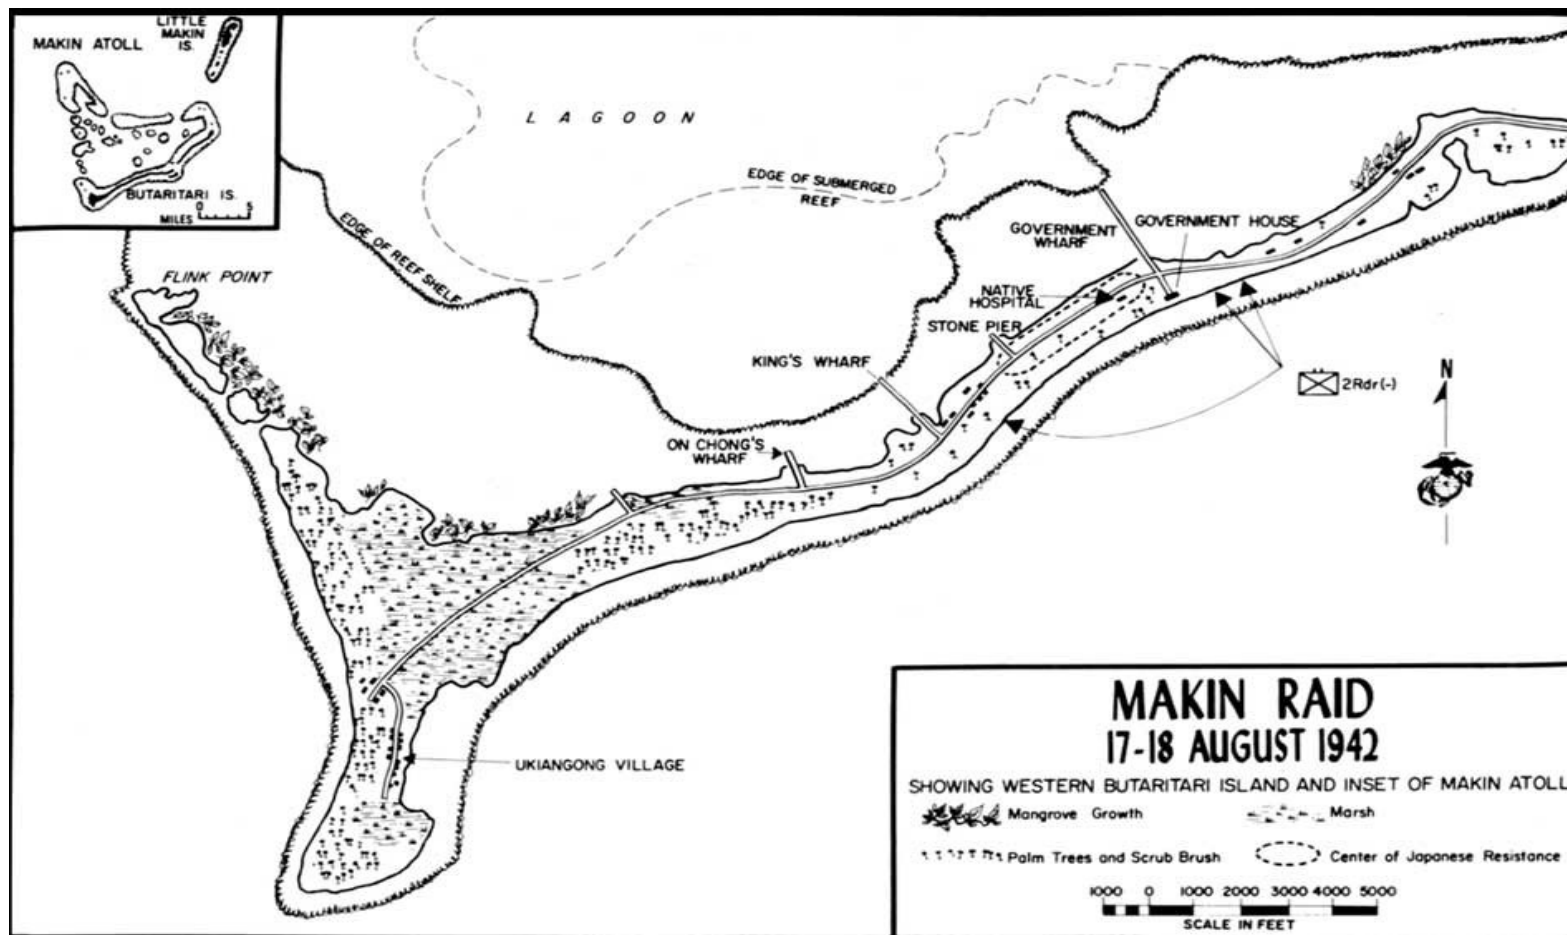 LITTLE
MAKIN
IS.
MAKIN ATOLL
BUTARITARI IS.
0 5
MILES
LAGOON
EDGE OF SUBMERGED
REEF
EDGE OF REEF SHELF
FLINK POINT
GOVERNMENT HOUSE
GOVERNMENT
WHARF
NATIVE
HOSPITAL
STONE PIER
KING'S WHARF
ON CHONG'S
WHARF
2Rdr(-)
N
UKIANGONG VILLAGE
MAKIN RAID
17-18 AUGUST 1942
SHOWING WESTERN BUTARITARI ISLAND AND INSET OF MAKIN ATOLL
Mangrove Growth
Marsh
Palm Trees and Scrub Brush
Center of Japanese Resistance
1000 0 1000 2000 3000 4000 5000
SCALE IN FEET